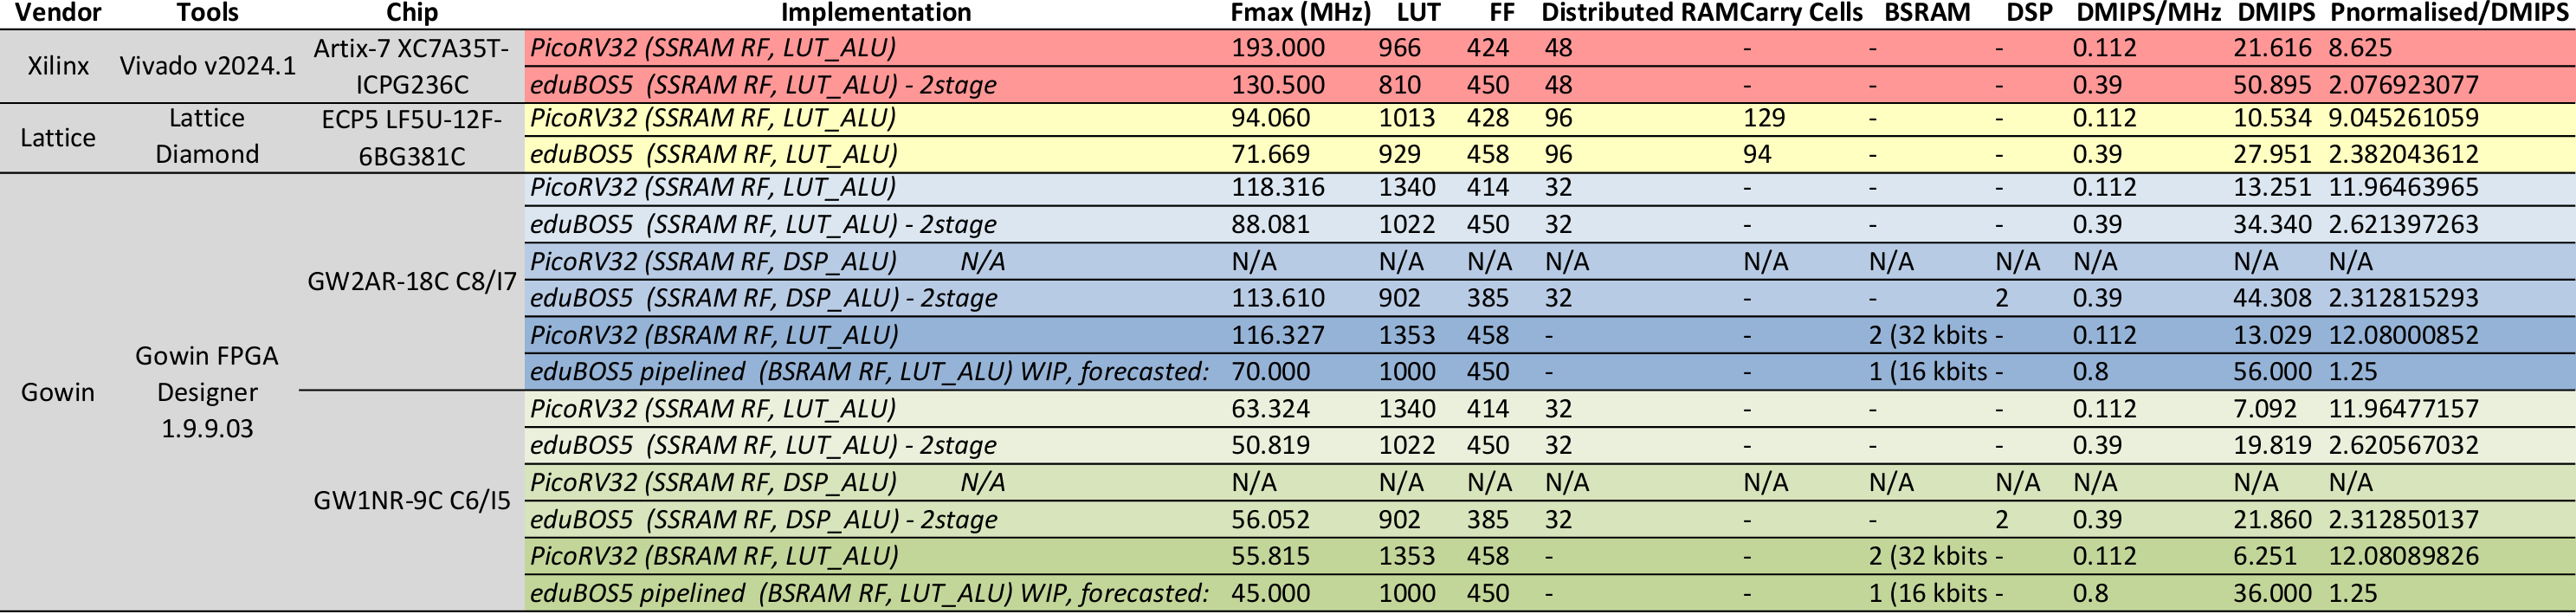 Vendor Tools Chip Implementation Fmax (MHz) LUT FF Distributed RAM Carry Cells BSRAM DSP DMIPS/MHz DMIPS Pnormalised/DMIPS
Xilinx Vivado v2024.1 Artix-7 XC7A35T-
ICPG236C
PicoRV32 (SSRAM RF, LUT_ALU) 193.000 966 424 48 - - - 0.112 21.616 8.625
eduBOS5 (SSRAM RF, LUT_ALU) - 2stage 130.500 810 450 48 - - - 0.39 50.895 2.076923077
Lattice Lattice
Diamond
ECP5 LF5U-12F-
6BG381C
PicoRV32 (SSRAM RF, LUT_ALU) 94.060 1013 428 96 129 - - 0.112 10.534 9.045261059
eduBOS5 (SSRAM RF, LUT_ALU) 71.669 929 458 96 94 - - 0.39 27.951 2.382043612
Gowin Gowin FPGA
Designer
1.9.9.03
GW2AR-18C C8/I7
PicoRV32 (SSRAM RF, LUT_ALU) 118.316 1340 414 32 - - - 0.112 13.251 11.96463965
eduBOS5 (SSRAM RF, LUT_ALU) - 2stage 88.081 1022 450 32 - - - 0.39 34.340 2.621397263
PicoRV32 (SSRAM RF, DSP_ALU) N/A N/A N/A N/A N/A N/A N/A N/A N/A N/A N/A
eduBOS5 (SSRAM RF, DSP_ALU) - 2stage 113.610 902 385 32 - - 2 0.39 44.308 2.312815293
PicoRV32 (BSRAM RF, LUT_ALU) 116.327 1353 458 - - 2 (32 kbits - 0.112 13.029 12.08000852
eduBOS5 pipelined (BSRAM RF, LUT_ALU) WIP, forecasted: 70.000 1000 450 - - 1 (16 kbits - 0.8 56.000 1.25
GW1NR-9C C6/I5
PicoRV32 (SSRAM RF, LUT_ALU) 63.324 1340 414 32 - - - 0.112 7.092 11.96477157
eduBOS5 (SSRAM RF, LUT_ALU) - 2stage 50.819 1022 450 32 - - - 0.39 19.819 2.620567032
PicoRV32 (SSRAM RF, DSP_ALU) N/A N/A N/A N/A N/A N/A N/A N/A N/A N/A N/A
eduBOS5 (SSRAM RF, DSP_ALU) - 2stage 56.052 902 385 32 - - 2 0.39 21.860 2.312850137
PicoRV32 (BSRAM RF, LUT_ALU) 55.815 1353 458 - - 2 (32 kbits - 0.112 6.251 12.08089826
eduBOS5 pipelined (BSRAM RF, LUT_ALU) WIP, forecasted: 45.000 1000 450 - - 1 (16 kbits - 0.8 36.000 1.25